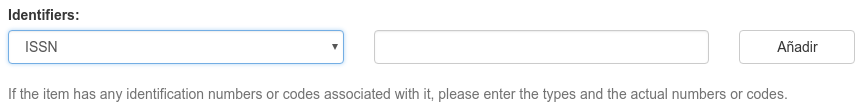 Identifiers:
ISSN Añadir
If the item has any identification numbers or codes associated with it, please enter the types and the actual numbers or codes.